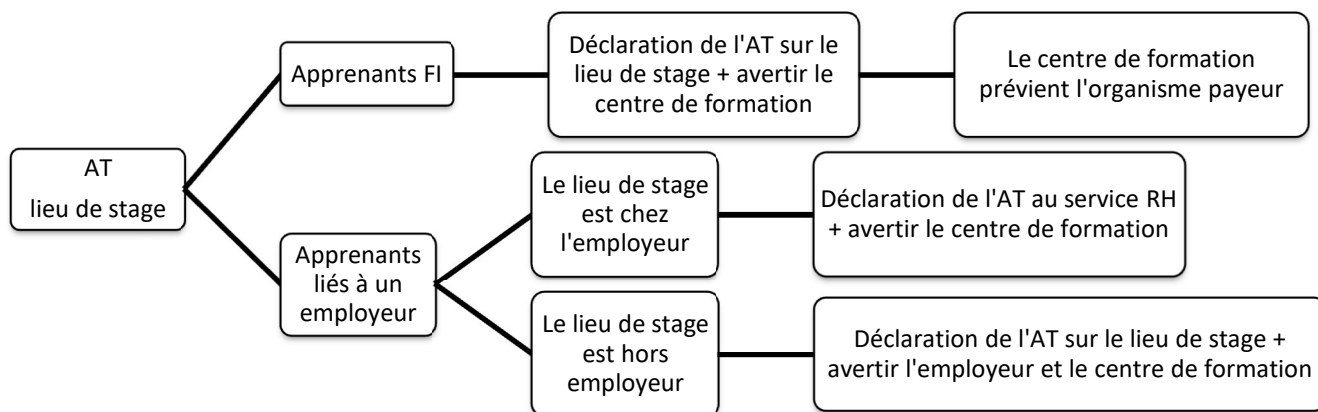 AT
lieu de stage
Apprenants FI
Déclaration de l'AT sur le
lieu de stage + avertir le
centre de formation
Le centre de formation
prévient l'organisme payeur
Apprenants
liés à un
employeur
Le lieu de stage
est chez
l'employeur
Déclaration de l'AT au service RH
+ avertir le centre de formation
Le lieu de stage
est hors
employeur
Déclaration de l'AT sur le lieu de stage +
avertir l'employeur et le centre de formation